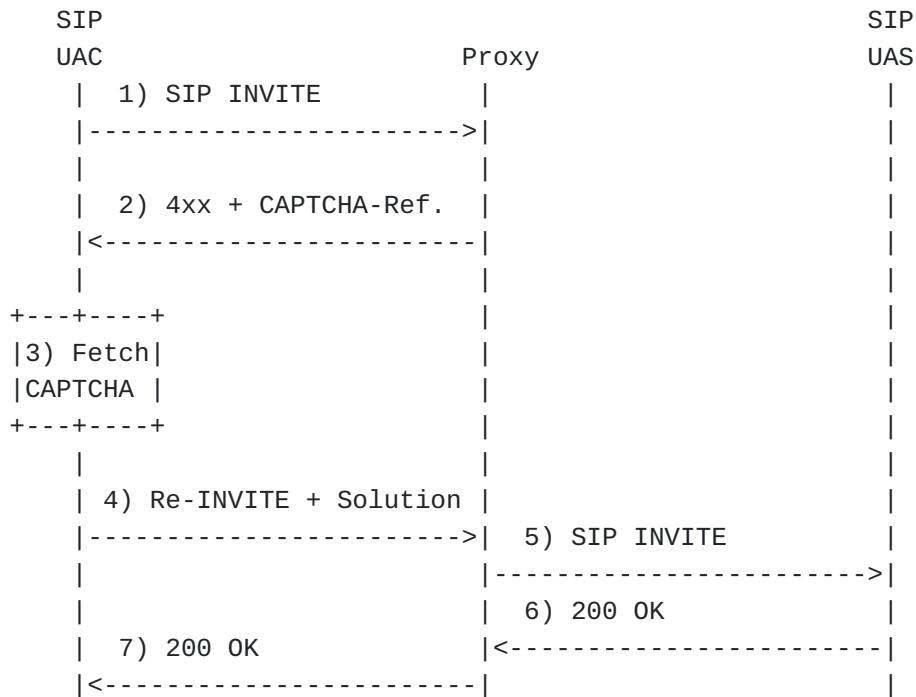 SIP SIP
UAC Proxy UAS
1) SIP INVITE
2) 4xx + CAPTCHA-Ref.
3) Fetch
CAPTCHA
4) Re-INVITE + Solution
5) SIP INVITE
6) 200 OK
7) 200 OK